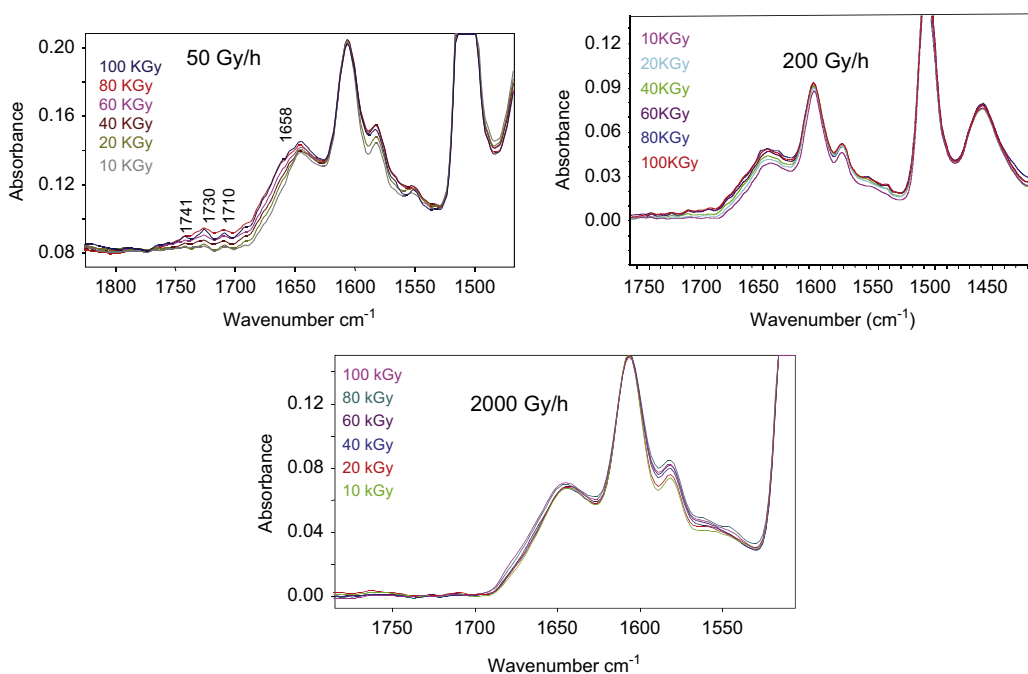 50 Gy/h
0.20
0.16
0.12
0.08
Absorbance
100 KGy
80 KGy
60 KGy
40 KGy
20 KGy
10 KGy
1741
1730
1710
1658
1800 1750 1700 1650 1600 1550 1500
Wavenumber cm-1
200 Gy/h
0.12
0.09
0.06
0.03
0.00
Absorbance
10KGy
20KGy
40KGy
60KGy
80KGy
100KGy
1750 1700 1650 1600 1550 1500 1450
Wavenumber (cm-1)
2000 Gy/h
0.12
0.08
0.04
0.00
Absorbance
100 kGy
80 kGy
60 kGy
40 kGy
20 kGy
10 kGy
1750 1700 1650 1600 1550
Wavenumber cm-1